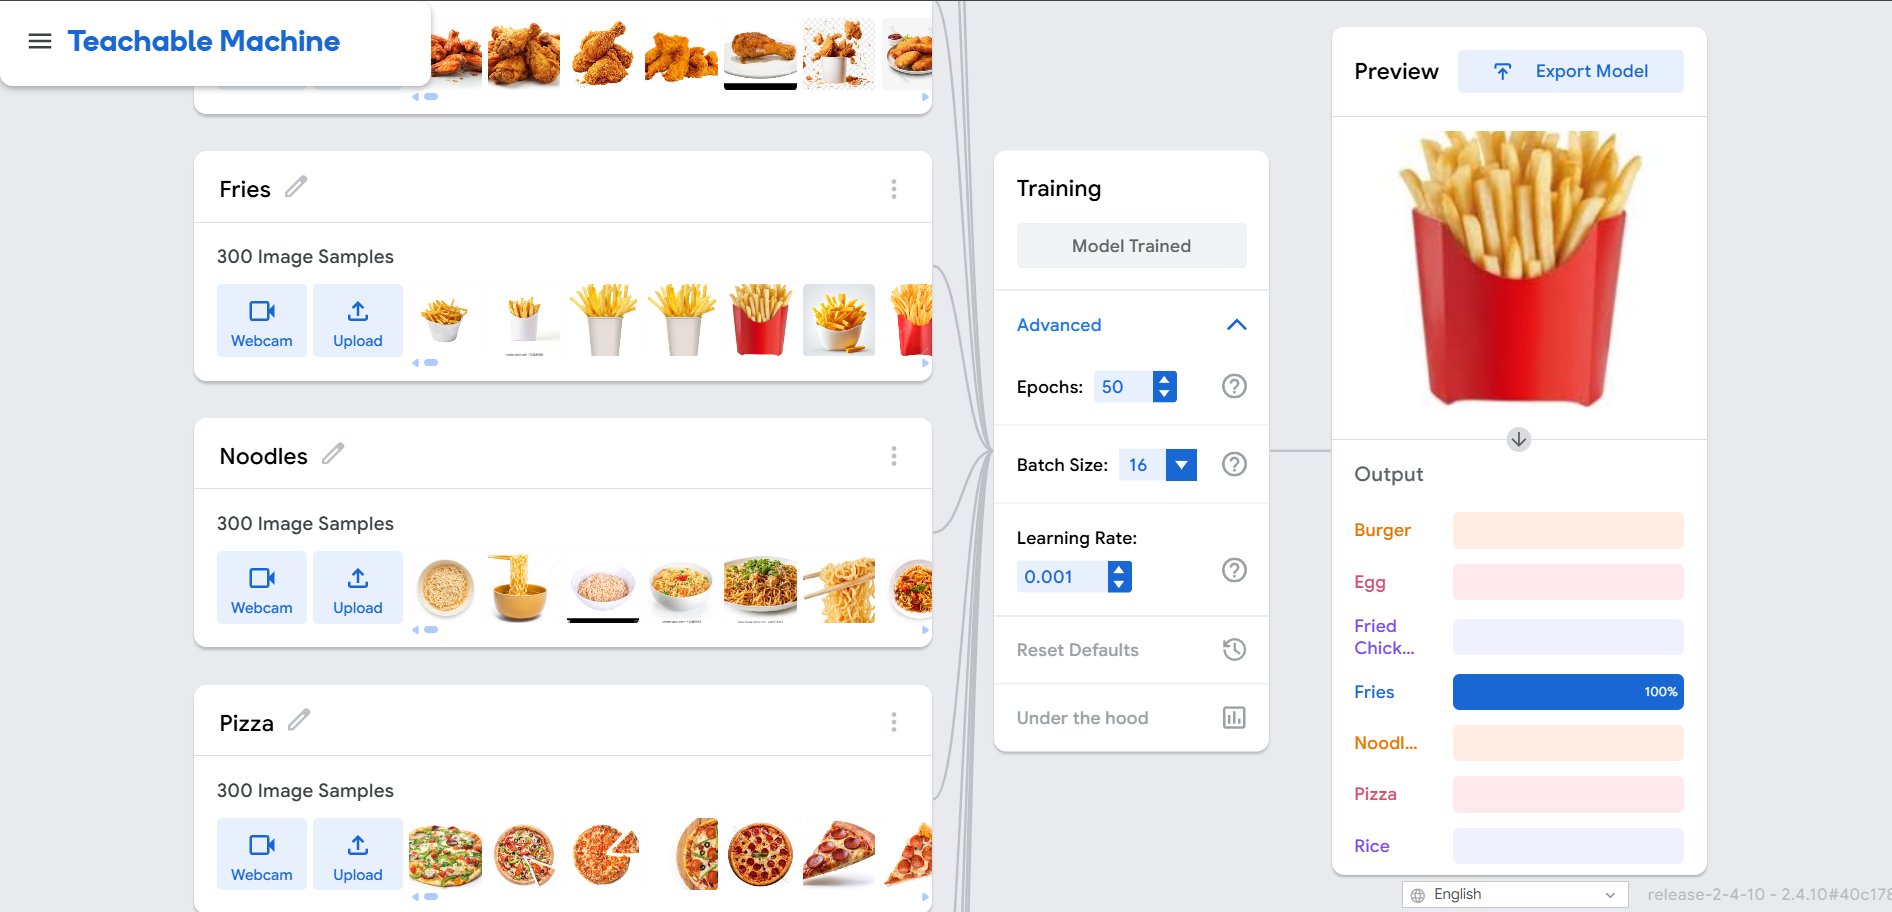 Teachable Machine
Fries
300 Image Samples
Webcam
Upload
Noodles
300 Image Samples
Webcam
Upload
Pizza
300 Image Samples
Webcam
Upload
Training
Model Trained
Advanced
Epochs: 50
Batch Size: 16
Learning Rate:
0.001
Reset Defaults
Under the hood
Preview
Export Model
Output
Burger
Egg
Fried
Chick...
Fries 100%
Noodl...
Pizza
Rice
English
release-2-4-10 - 2.4.10#40c178